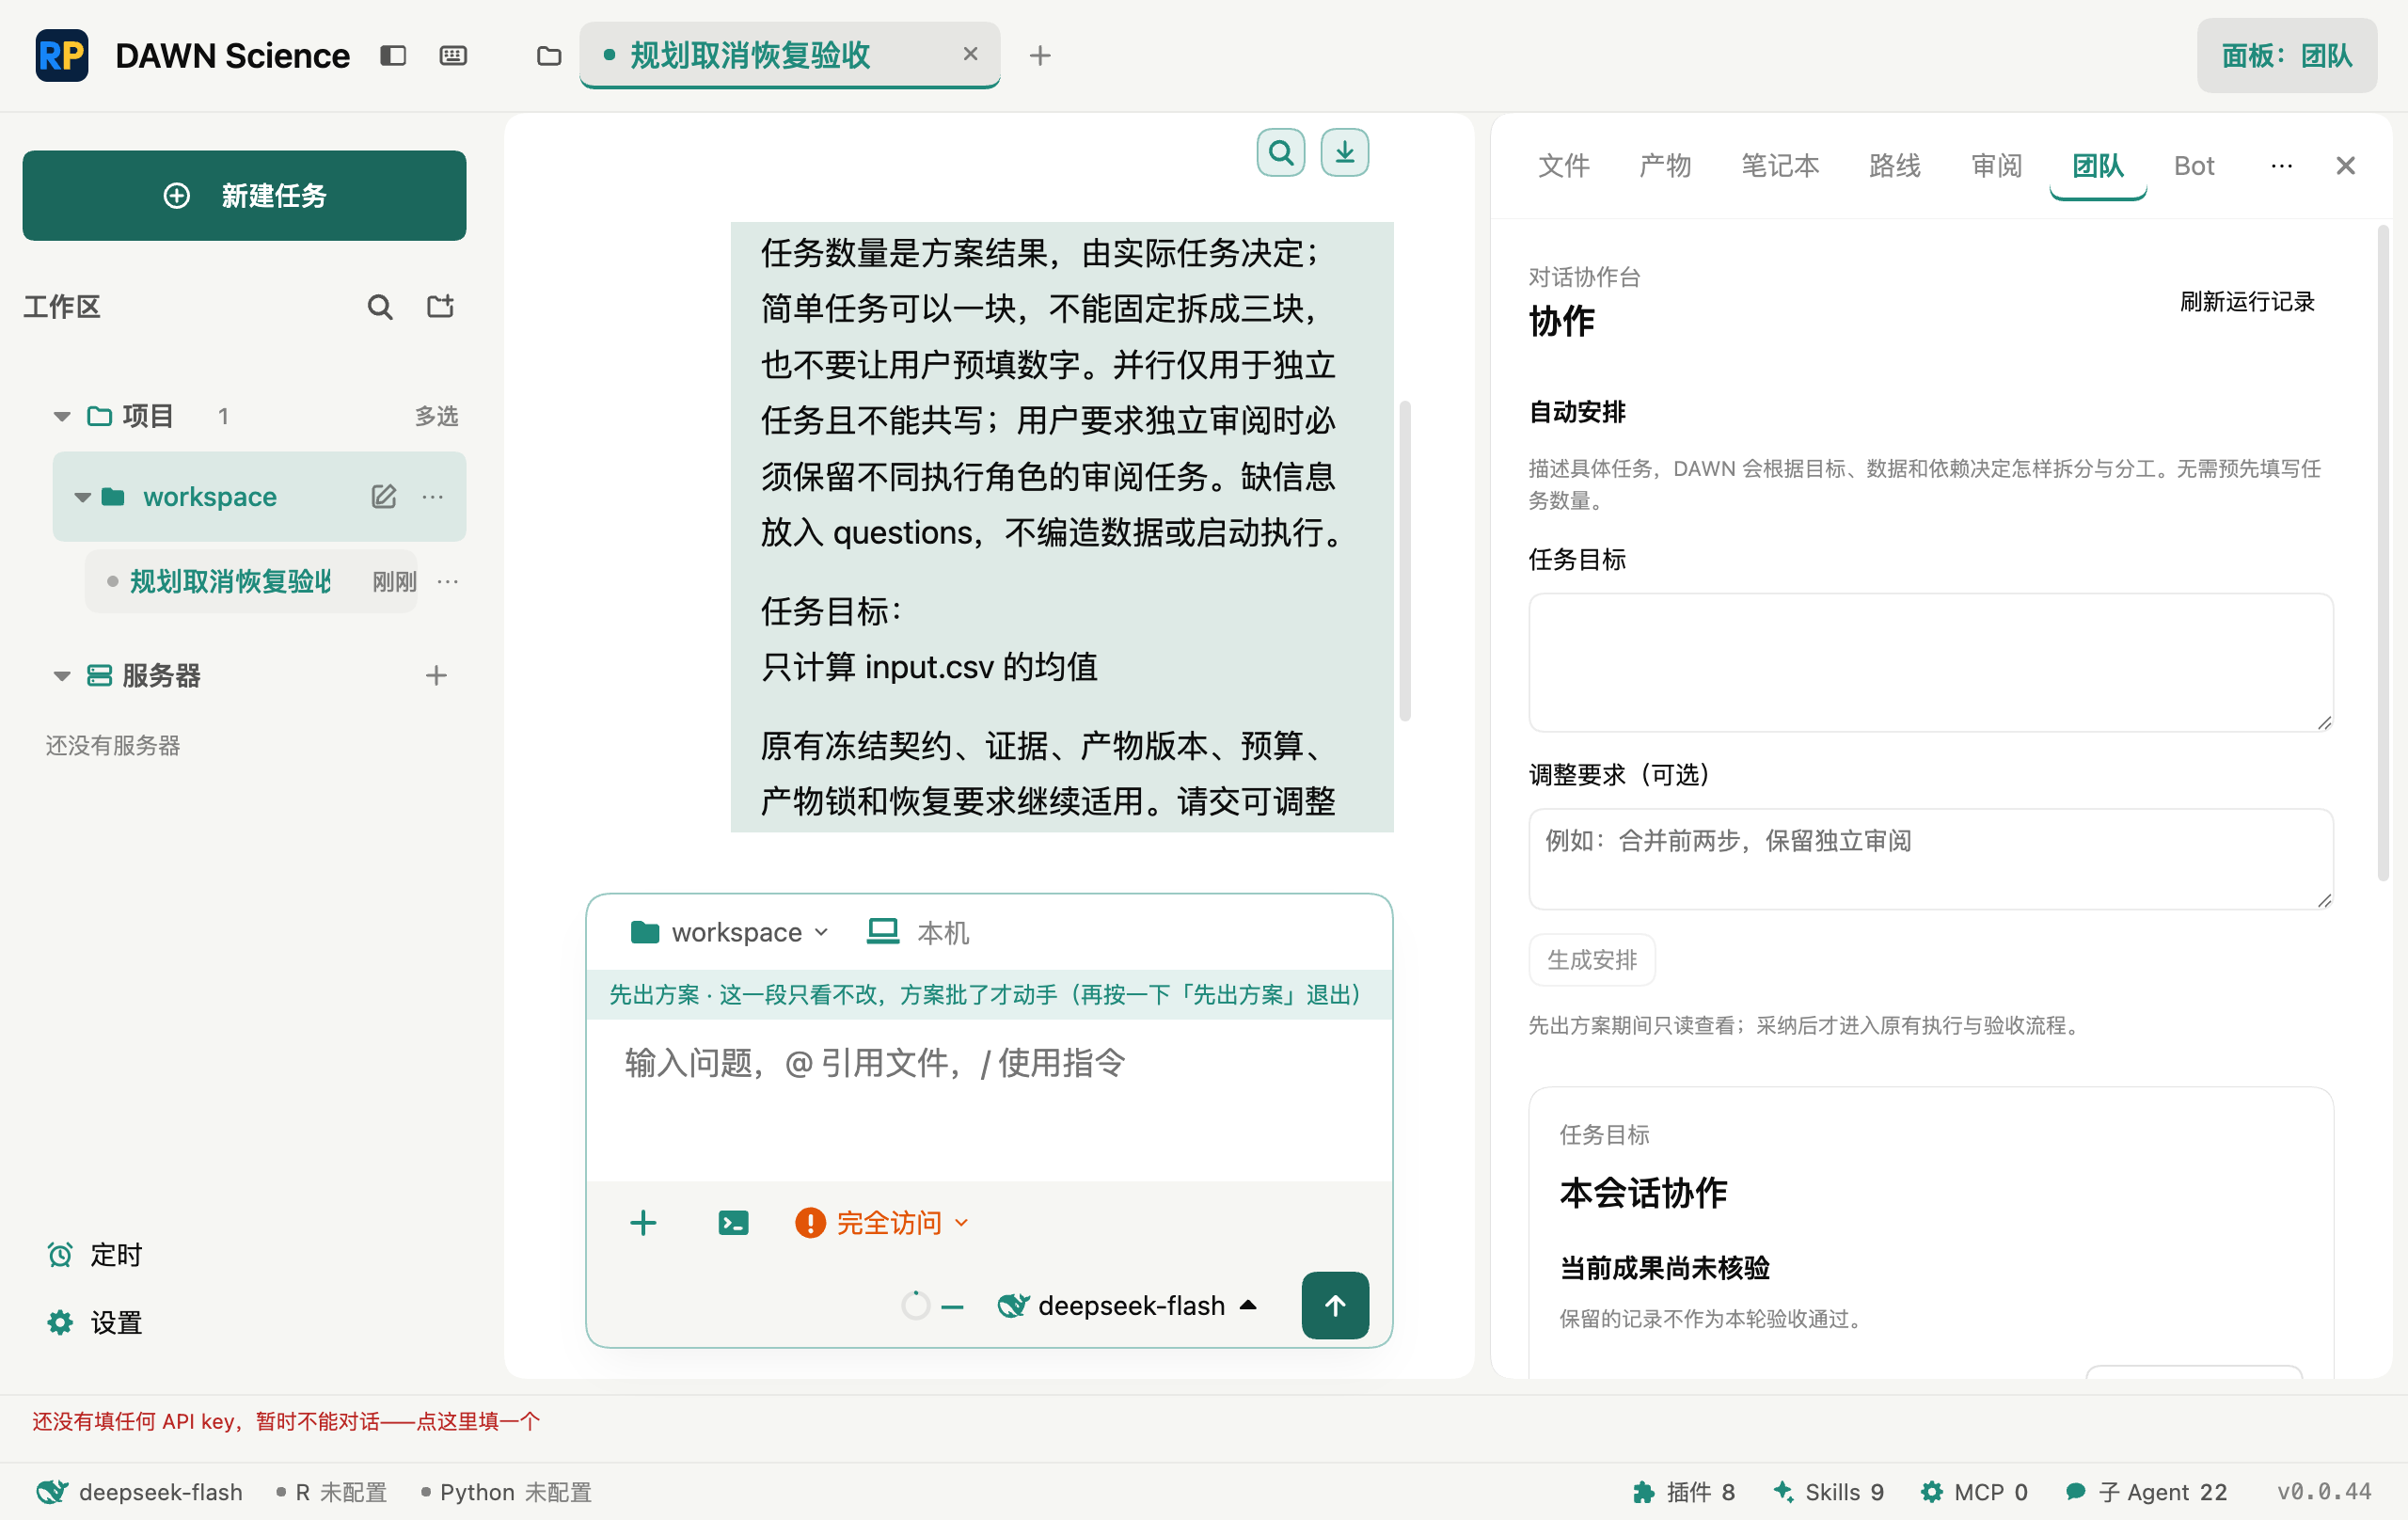 RP DAWN Science
规划取消恢复验收
面板：团队
新建任务
工作区
项目 1 多选
workspace
规划取消恢复验收 刚刚
服务器
还没有服务器
定时
设置
任务数量是方案结果，由实际任务决定；
简单任务可以一块，不能固定拆成三块，
也不要让用户预填数字。并行仅用于独立
任务且不能共写；用户要求独立审阅时必
须保留不同执行角色的审阅任务。缺信息
放入 questions，不编造数据或启动执行。
任务目标：
只计算 input.csv 的均值
原有冻结契约、证据、产物版本、预算、
产物锁和恢复要求继续适用。请交可调整
workspace 本机
先出方案 · 这一段只看不改，方案批了才动手（再按一下「先出方案」退出）
输入问题，@ 引用文件，/ 使用指令
完全访问
deepseek-flash
文件 产物 笔记本 路线 审阅 团队 Bot
对话协作台
协作
刷新运行记录
自动安排
描述具体任务，DAWN 会根据目标、数据和依赖决定怎样拆分与分工。无需预先填写任
务数量。
任务目标
调整要求（可选）
例如：合并前两步，保留独立审阅
生成安排
先出方案期间只读查看；采纳后才进入原有执行与验收流程。
任务目标
本会话协作
当前成果尚未核验
保留的记录不作为本轮验收通过。
还没有填任何 API key，暂时不能对话——点这里填一个
deepseek-flash R 未配置 Python 未配置 插件 8 Skills 9 MCP 0 子 Agent 22 v0.0.44